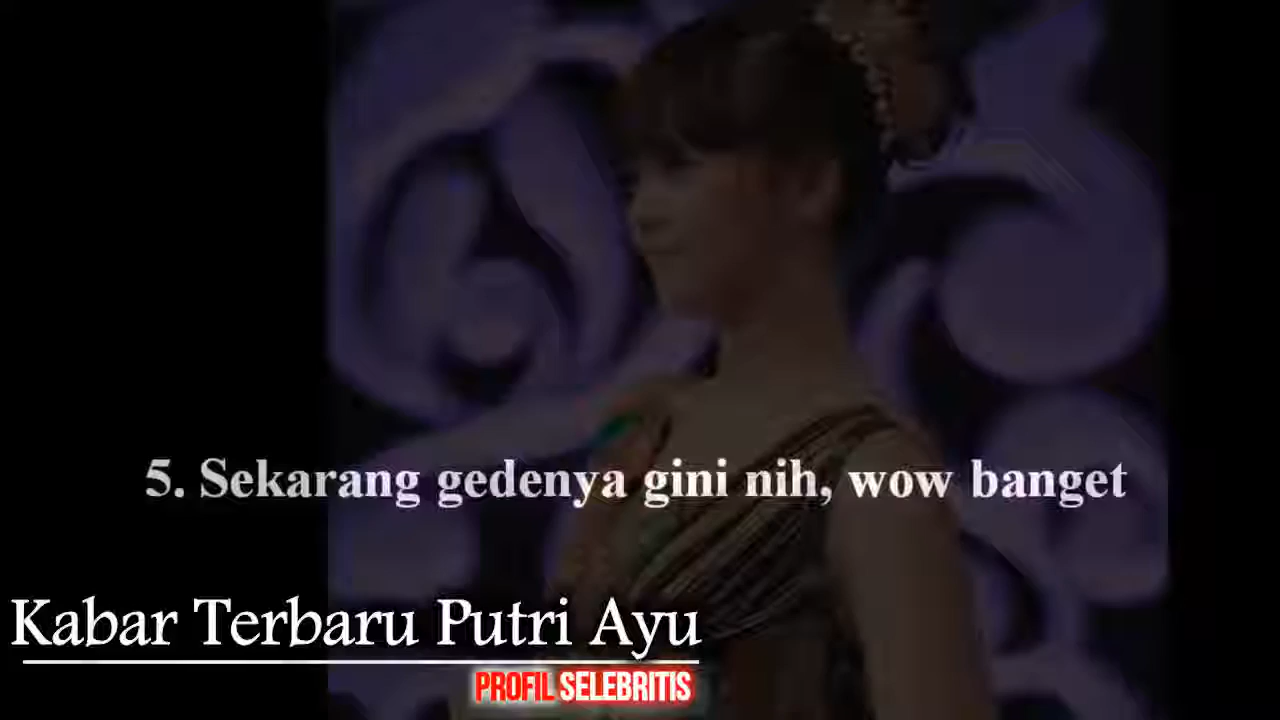 5. Sekarang gedenya gini nih, wow banget
Kabar Terbaru Putri Ayu
PROFIL SELEBRITIS